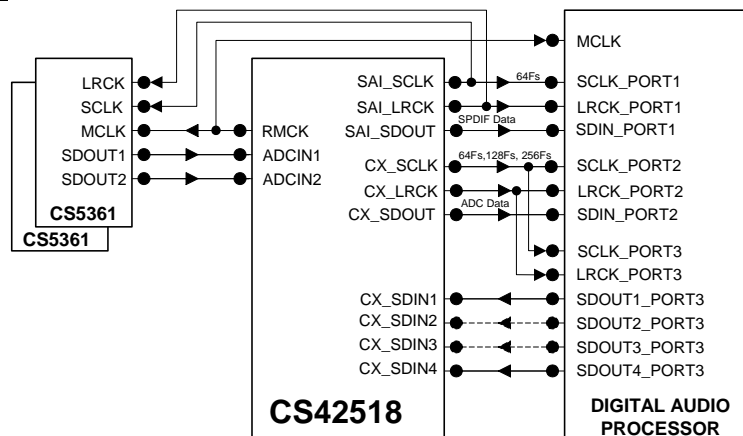 MCLK
LRCK
SCLK
MCLK
SDOUT1
SDOUT2
CS5361
CS5361
RMCK
ADCIN1
ADCIN2
SAI_SCLK
SAI_LRCK
SAI_SDOUT
CX_SCLK
CX_LRCK
CX_SDOUT
CX_SDIN1
CX_SDIN2
CX_SDIN3
CX_SDIN4
CS42518
64Fs
SPDIF Data
64Fs,128Fs, 256Fs
ADC Data
SCLK_PORT1
LRCK_PORT1
SDIN_PORT1
SCLK_PORT2
LRCK_PORT2
SDIN_PORT2
SCLK_PORT3
LRCK_PORT3
SDOUT1_PORT3
SDOUT2_PORT3
SDOUT3_PORT3
SDOUT4_PORT3
DIGITAL AUDIO
PROCESSOR